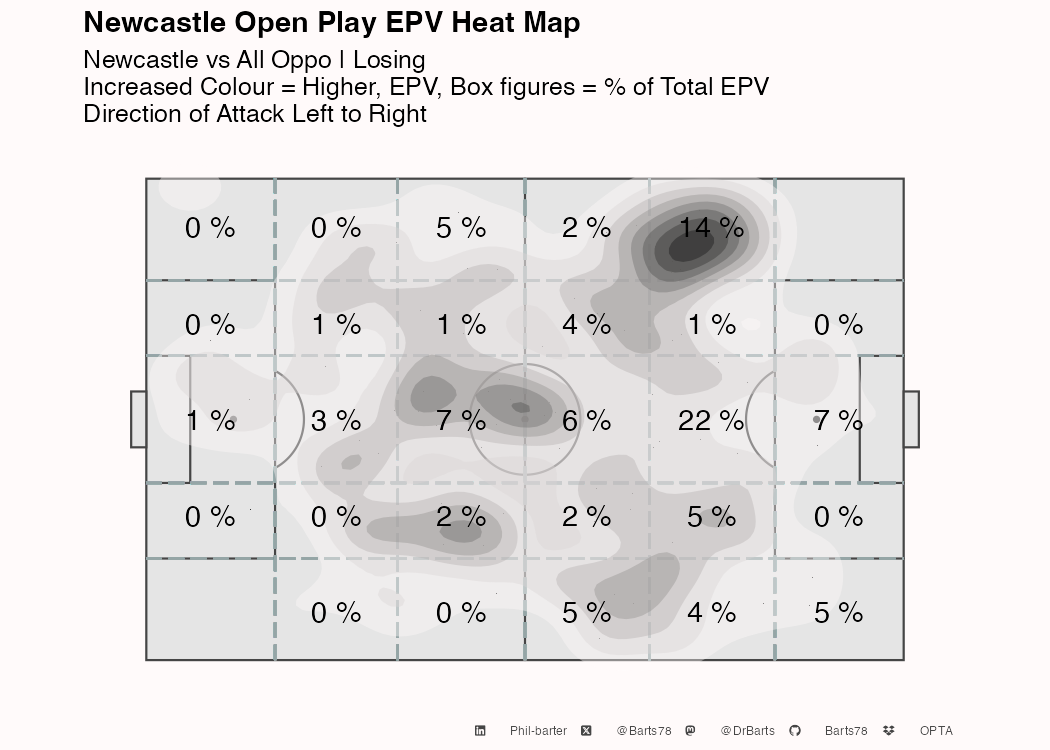 Newcastle Open Play EPV Heat Map
Newcastle vs All Oppo | Losing
Increased Colour = Higher, EPV, Box figures = % of Total EPV
Direction of Attack Left to Right
0 % 0 % 5 % 2 % 14 %
0 % 1 % 1 % 4 % 1 % 0 %
1 % 3 % 7 % 6 % 22 % 7 %
0 % 0 % 2 % 2 % 5 % 0 %
0 % 0 % 5 % 4 % 5 %
Phil-barter @Barts78 @DrBarts Barts78 OPTA